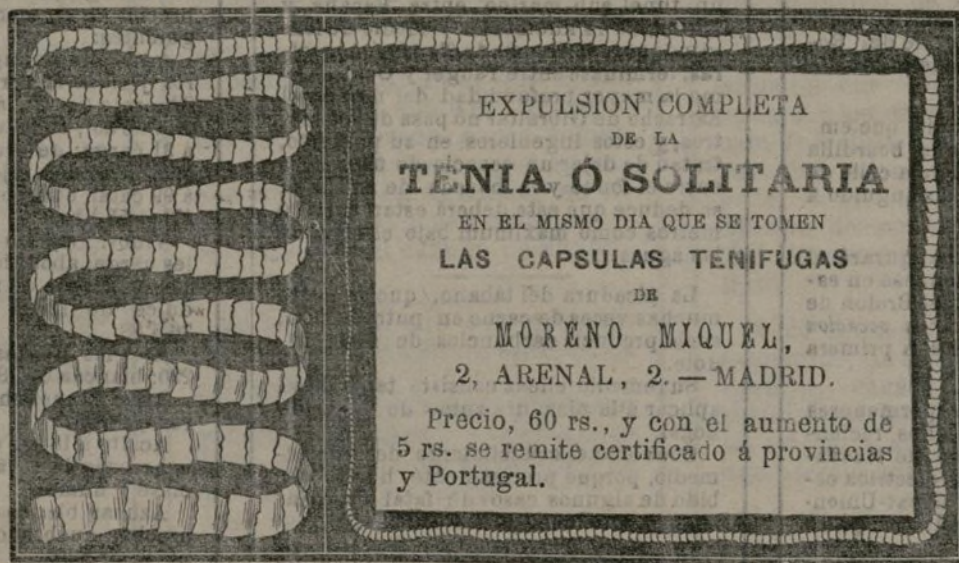 EXPULSION COMPLETA
DE LA
TENIA Ó SOLITARIA
EN EL MISMO DIA QUE SE TOMEN
LAS CAPSULAS TENIFUGAS
DE
MORENO MIQUEL,
2, ARENAL, 2.—MADRID.
Precio, 60 rs., y con el aumento de
5 rs. se remite certificado á provincias
y Portugal.